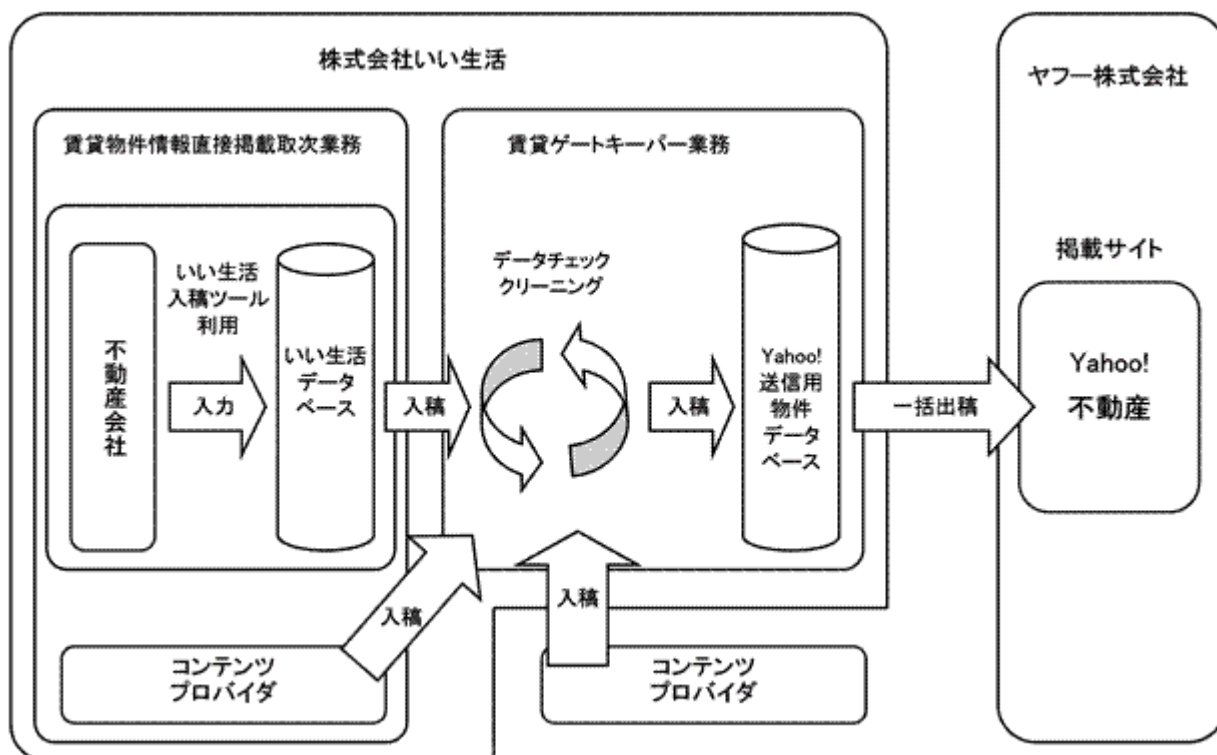 株式会社いい生活
ヤフー株式会社
賃貸物件情報直接掲載取次業務
賃貸ゲートキーパー業務
不動産会社
いい生活
入稿ツール
利用
入力
いい生活
データ
ベース
入稿
データチェック
クリーニング
入稿
Yahoo!
送信用
物件
データ
ベース
一括出稿
掲載サイト
Yahoo!
不動産
入稿
コンテンツ
プロバイダ
入稿
コンテンツ
プロバイダ